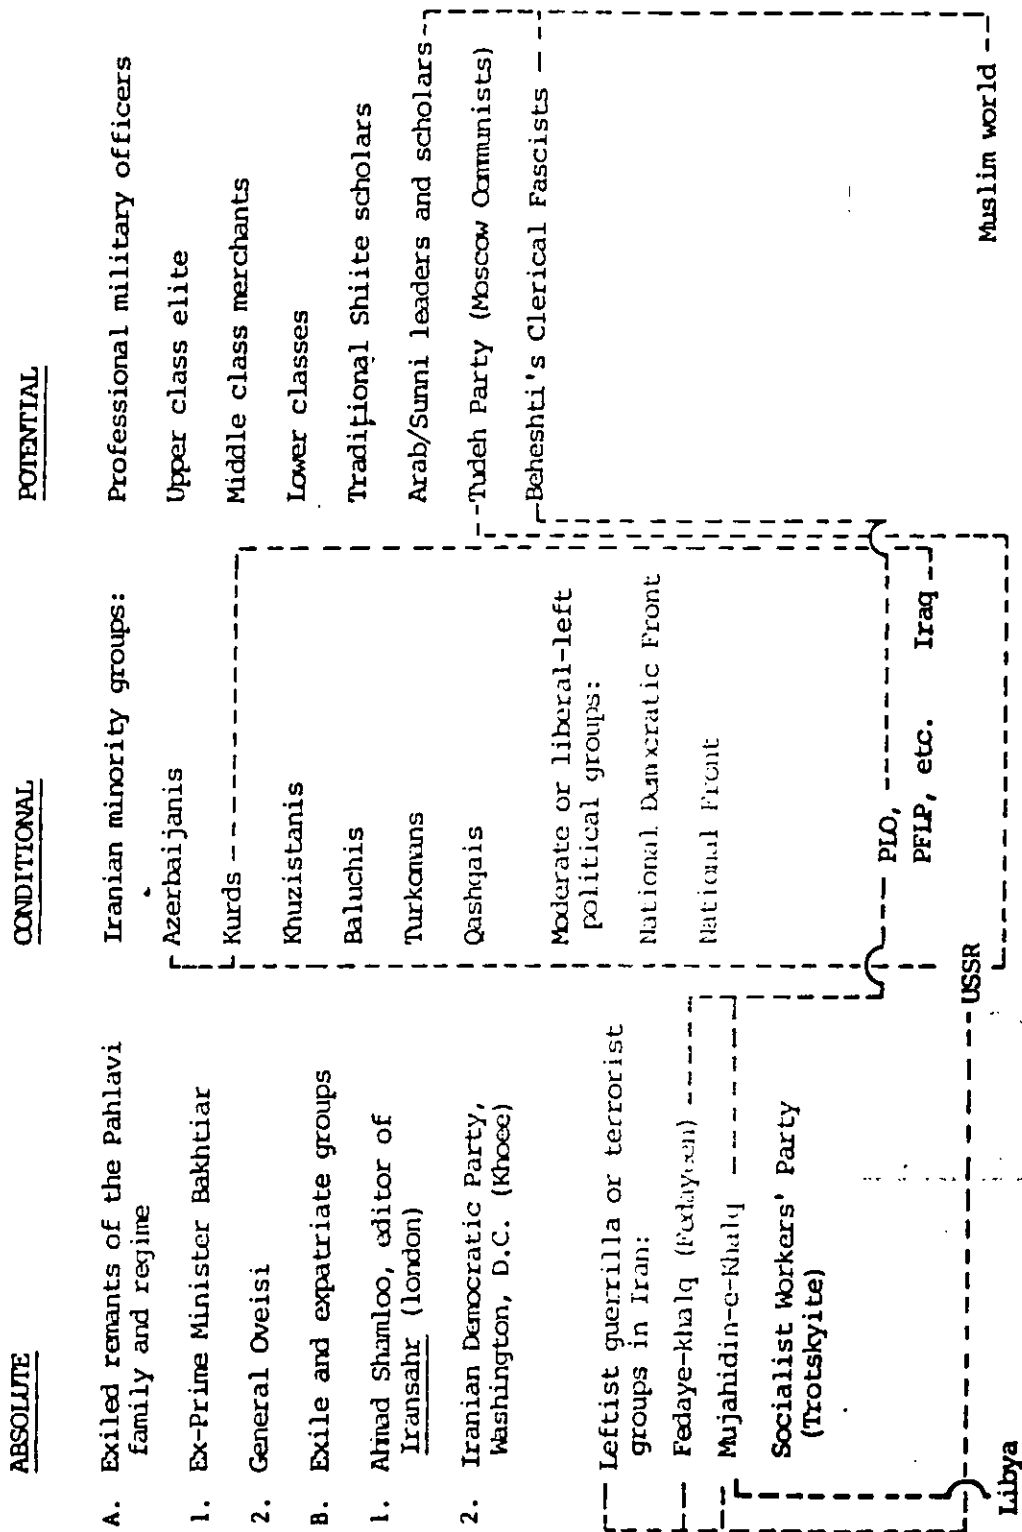 ABSOLUTE
A. Exiled remants of the Pahlavi
family and regime
1. Ex-Prime Minister Bakhtiar
2. General Oveisi
B. Exile and expatriate groups
1. Ahmad Shamloo, editor of
Iransahr (london)
2. Iranian Democratic Party,
Washington, D.C. (Khoee)
Leftist guerrilla or terrorist
groups in Iran:
Fedaye-khalq (Fedayeen)
Mujahidin-e-Khalq
Socialist Workers' Party
(Trotskyite)
Libya
USSR
CONDITIONAL
Iranian minority groups:
Azerbaijanis
Kurds
Khuzistanis
Baluchis
Turkomans
Qashqais
Moderate or liberal-left
political groups:
National Democratic Front
National Front
PLO,
PFLP, etc.
Iraq
POTENTIAL
Professional military officers
Upper class elite
Middle class merchants
Lower classes
Traditional Shiite scholars
Arab/Sunni leaders and scholars
Tudeh Party (Moscow Communists)
Beheshti's Clerical Fascists
Muslim world